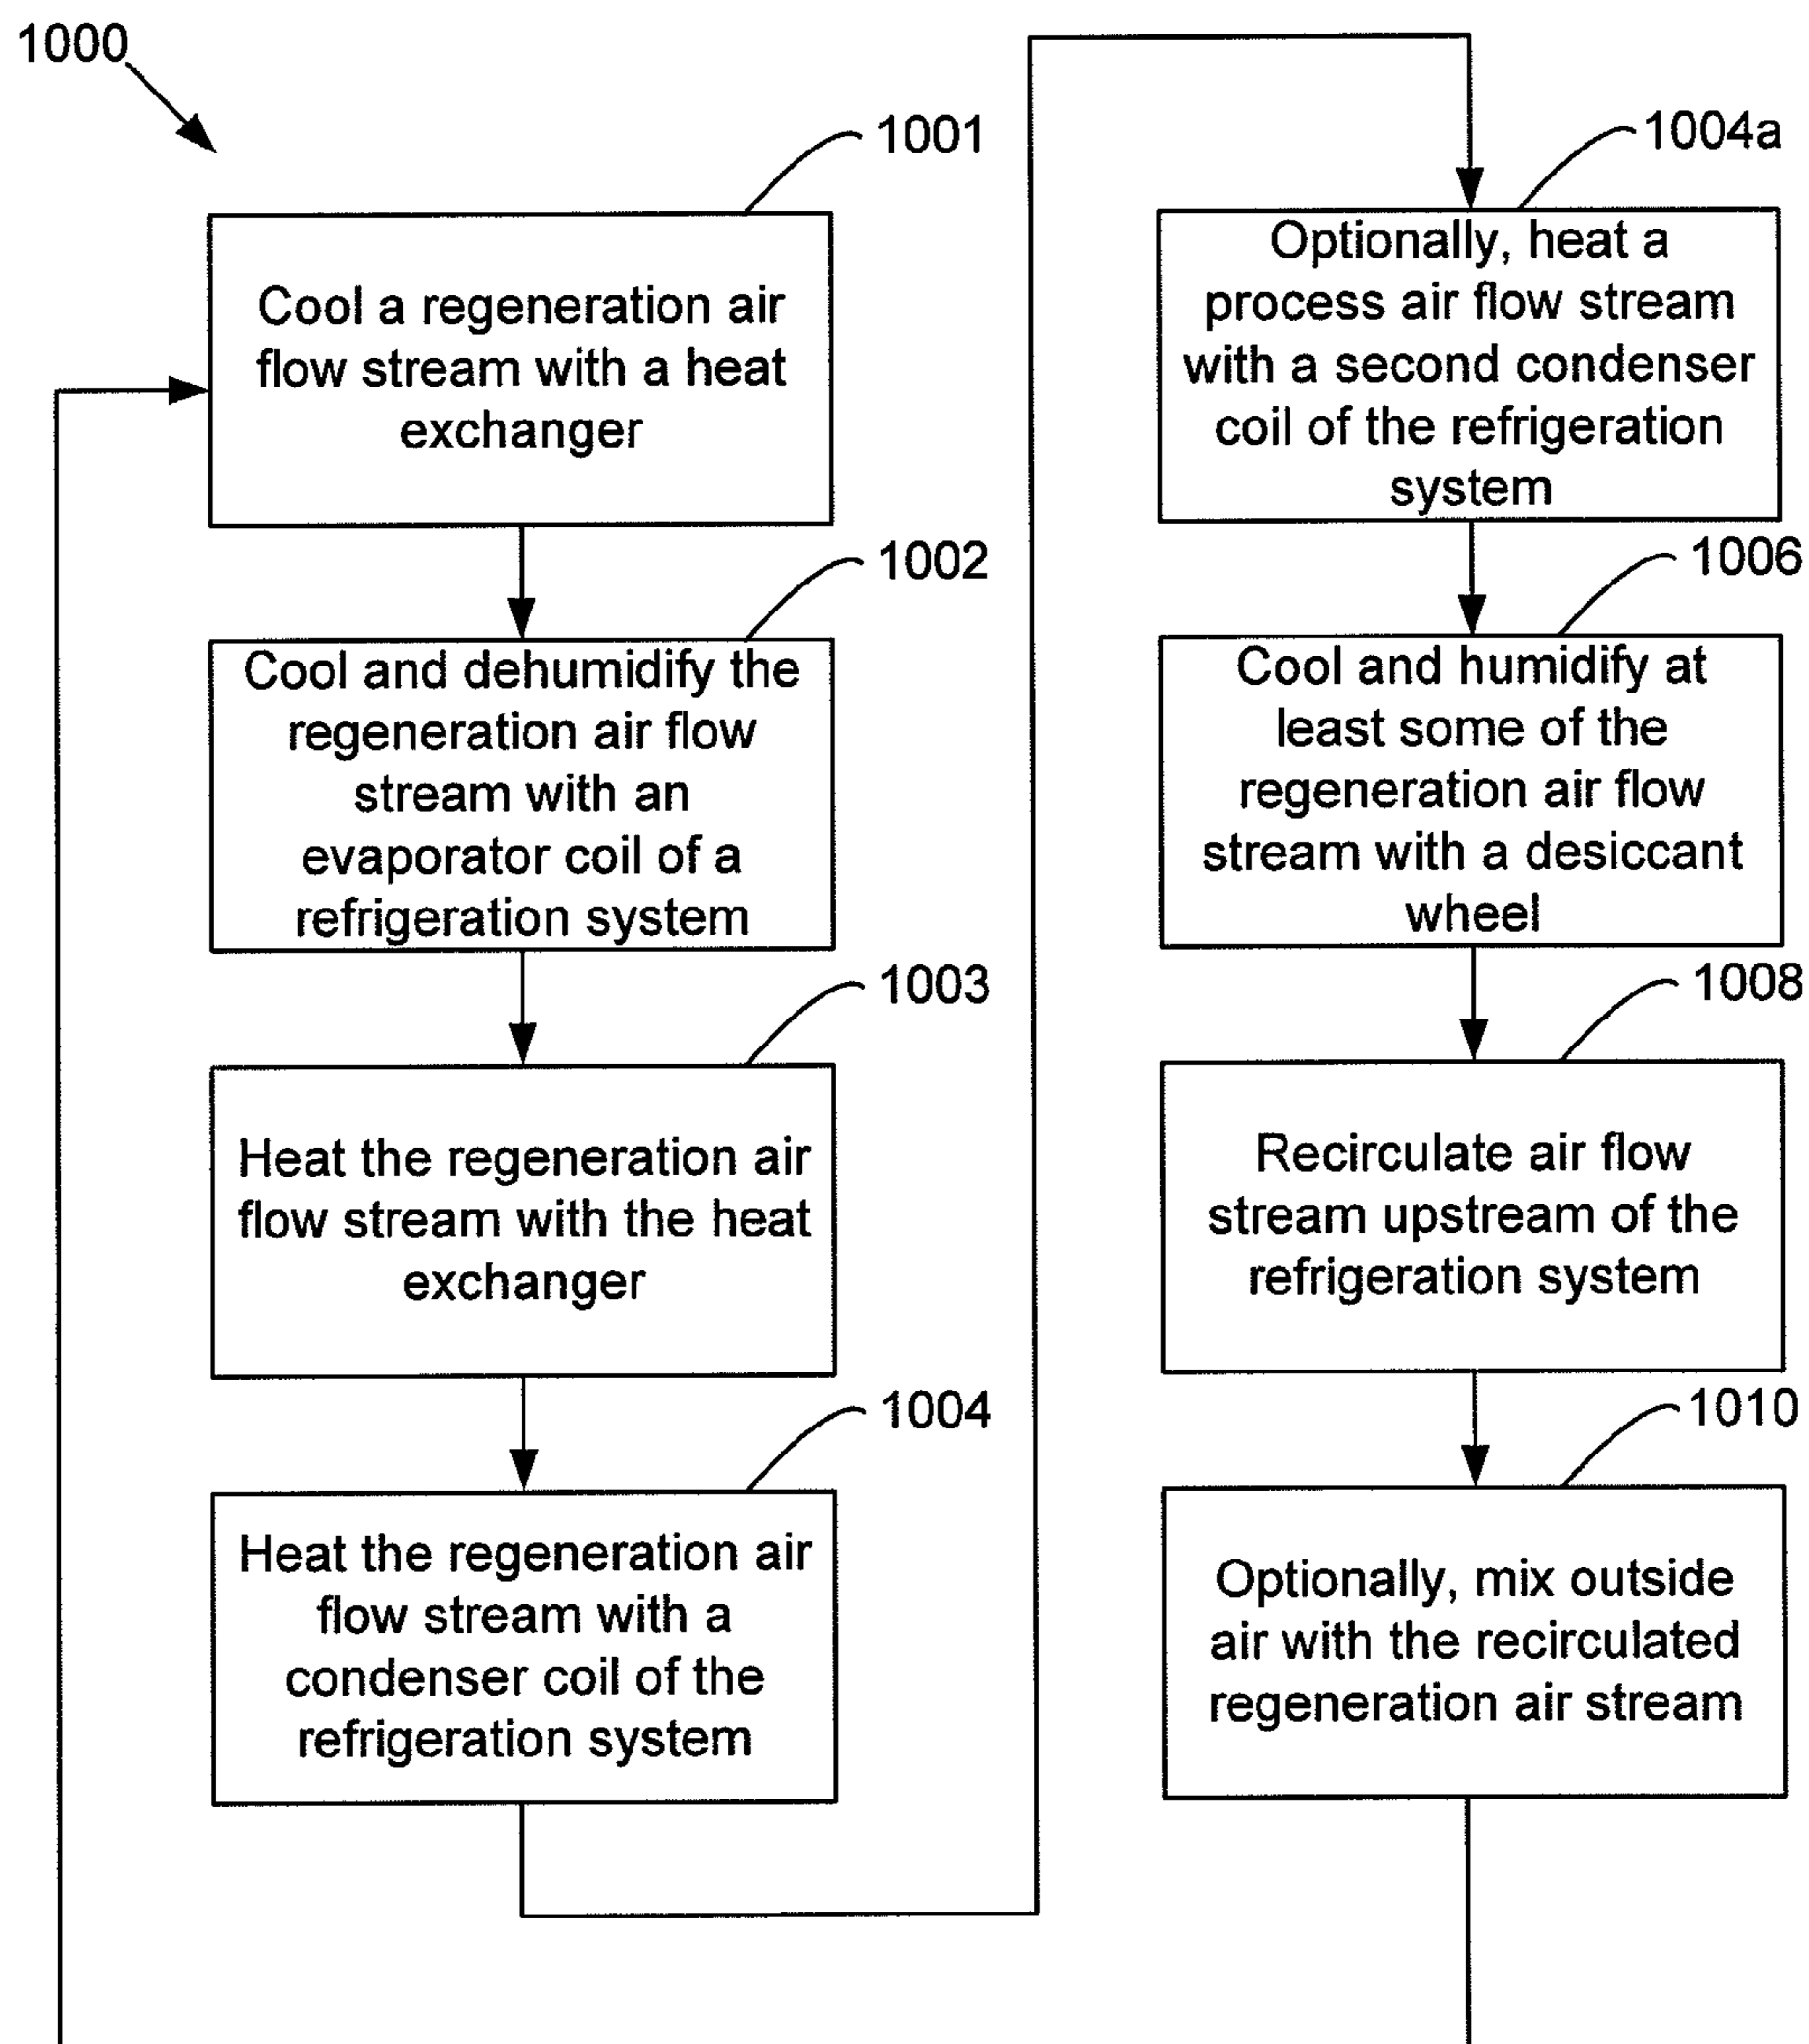 1000
1001
Cool a regeneration air
flow stream with a heat
exchanger
1002
Cool and dehumidify the
regeneration air flow
stream with an
evaporator coil of a
refrigeration system
1003
Heat the regeneration air
flow stream with the heat
exchanger
1004
Heat the regeneration air
flow stream with a
condenser coil of the
refrigeration system
1004a
Optionally, heat a
process air flow stream
with a second condenser
coil of the refrigeration
system
1006
Cool and humidify at
least some of the
regeneration air flow
stream with a desiccant
wheel
1008
Recirculate air flow
stream upstream of the
refrigeration system
1010
Optionally, mix outside
air with the recirculated
regeneration air stream